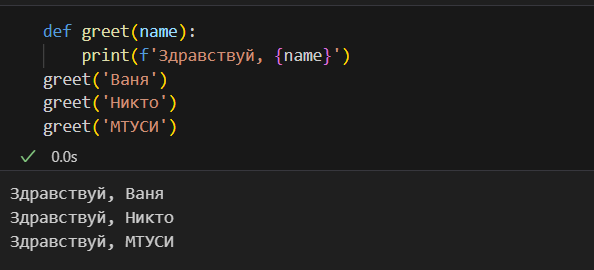 def greet(name):
    print(f'Здравствуй, {name}')
greet('Ваня')
greet('Никто')
greet('МТУСИ')
0.0s
Здравствуй, Ваня
Здравствуй, Никто
Здравствуй, МТУСИ